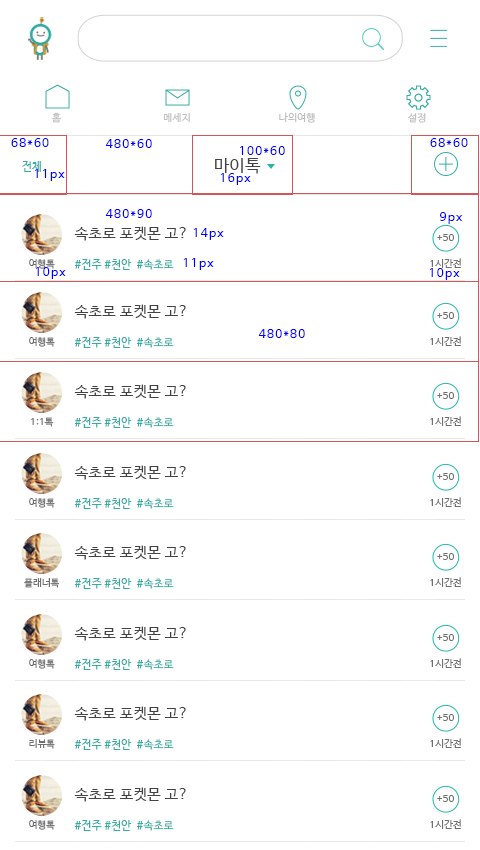 홈 메세지 나의여행 설정
68*60 480*60 100*60 68*60
전체 11px 마이톡 16px
480*90 9px
속초로 포켓몬 고? 14px +50
여행톡 10px #전주 #천안 #속초로 11px 1시간전 10px
속초로 포켓몬 고? +50
480*80
여행톡 #전주 #천안 #속초로 1시간전
속초로 포켓몬 고? +50
1:1톡 #전주 #천안 #속초로 1시간전
속초로 포켓몬 고? +50
여행톡 #전주 #천안 #속초로 1시간전
속초로 포켓몬 고? +50
플래너톡 #전주 #천안 #속초로 1시간전
속초로 포켓몬 고? +50
여행톡 #전주 #천안 #속초로 1시간전
속초로 포켓몬 고? +50
리뷰톡 #전주 #천안 #속초로 1시간전
속초로 포켓몬 고? +50
여행톡 #전주 #천안 #속초로 1시간전